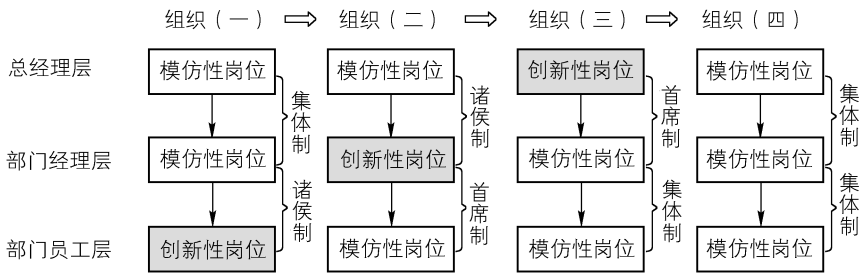 组织（一） 组织（二） 组织（三） 组织（四）
总经理层 模仿性岗位 模仿性岗位 创新性岗位 模仿性岗位
集体制 诸侯制 首席制 集体制
部门经理层 模仿性岗位 创新性岗位 模仿性岗位 模仿性岗位
诸侯制 首席制 集体制 集体制
部门员工层 创新性岗位 模仿性岗位 模仿性岗位 模仿性岗位